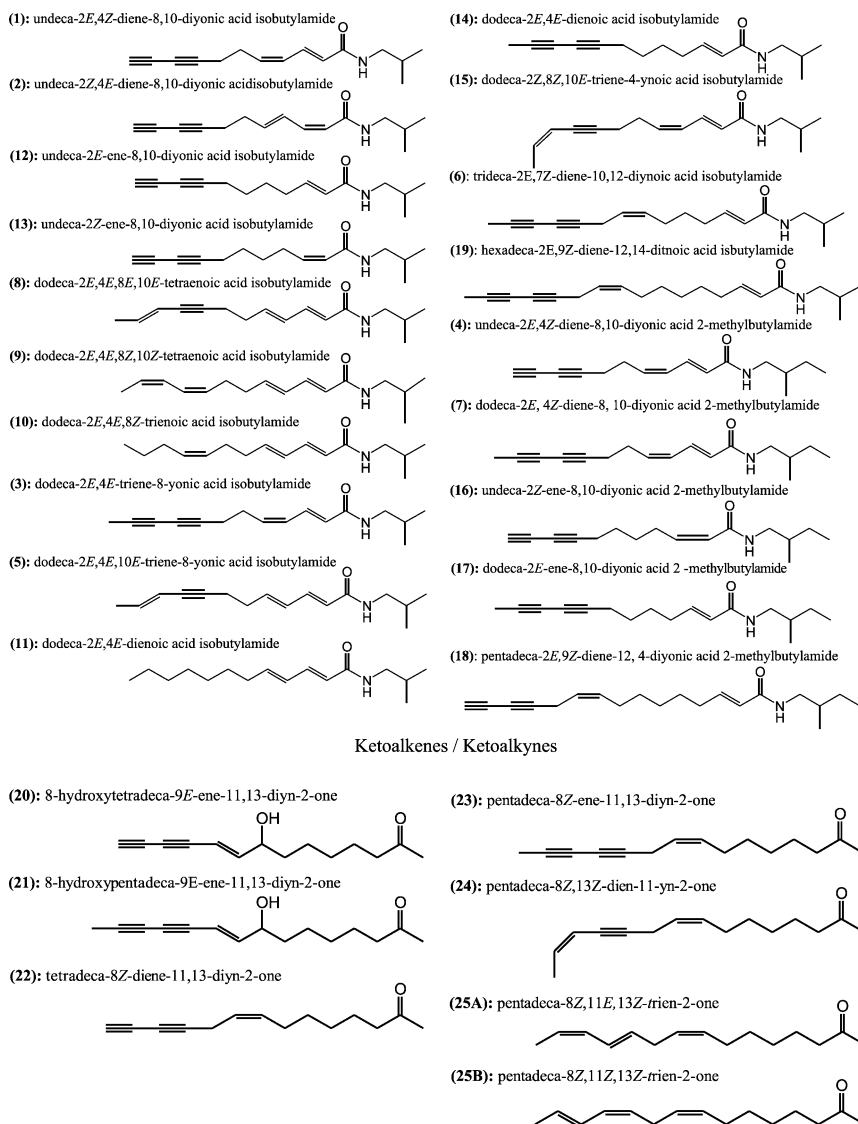 (1): undeca-2E,4Z-diene-8,10-diyonic acid isobutylamide
O
N
H
(2): undeca-2Z,4E-diene-8,10-diyonic acidisobutylamide
O
NH
(12): undeca-2E-ene-8,10-diyonic acid isobutylamide
O
N
H
(13): undeca-2Z-ene-8,10-diyonic acid isobutylamide
O
N
H
(8): dodeca-2E,4E,8E,10E-tetraenoic acid isobutylamide
O
N
H
(9): dodeca-2E,4E,8Z,10Z-tetraenoic acid isobutylamide
O
N
H
(10): dodeca-2E,4E,8Z-trienoic acid isobutylamide
O
N
H
(3): dodeca-2E,4E-triene-8-yonic acid isobutylamide
O
N
H
(5): dodeca-2E,4E,10E-triene-8-yonic acid isobutylamide
O
NH
(11): dodeca-2E,4E-dienoic acid isobutylamide
O
N
H
(14): dodeca-2E,4E-dienoic acid isobutylamide
O
N
H
(15): dodeca-2Z,8Z,10E-triene-4-ynoic acid isobutylamide
O
NH
(6): trideca-2E,7Z-diene-10,12-diynoic acid isobutylamide
O
N
H
(19): hexadeca-2E,9Z-diene-12,14-ditnoic acid isbutylamide
O
N
H
(4): undeca-2E,4Z-diene-8,10-diyonic acid 2-methylbutylamide
O
NH
(7): dodeca-2E, 4Z-diene-8, 10-diyonic acid 2-methylbutylamide
O
N
H
(16): undeca-2Z-ene-8,10-diyonic acid 2-methylbutylamide
O
N
H
(17): dodeca-2E-ene-8,10-diyonic acid 2 -methylbutylamide
O
N
H
(18): pentadeca-2E,9Z-diene-12, 4-diyonic acid 2-methylbutylamide
O
NH
Ketoalkenes / Ketoalkynes
(20): 8-hydroxytetradeca-9E-ene-11,13-diyn-2-one
OH
O
(21): 8-hydroxypentadeca-9E-ene-11,13-diyn-2-one
OH
O
(22): tetradeca-8Z-diene-11,13-diyn-2-one
O
(23): pentadeca-8Z-ene-11,13-diyn-2-one
O
(24): pentadeca-8Z,13Z-dien-11-yn-2-one
O
(25A): pentadeca-8Z,11E,13Z-trien-2-one
O
(25B): pentadeca-8Z,11Z,13Z-trien-2-one
O